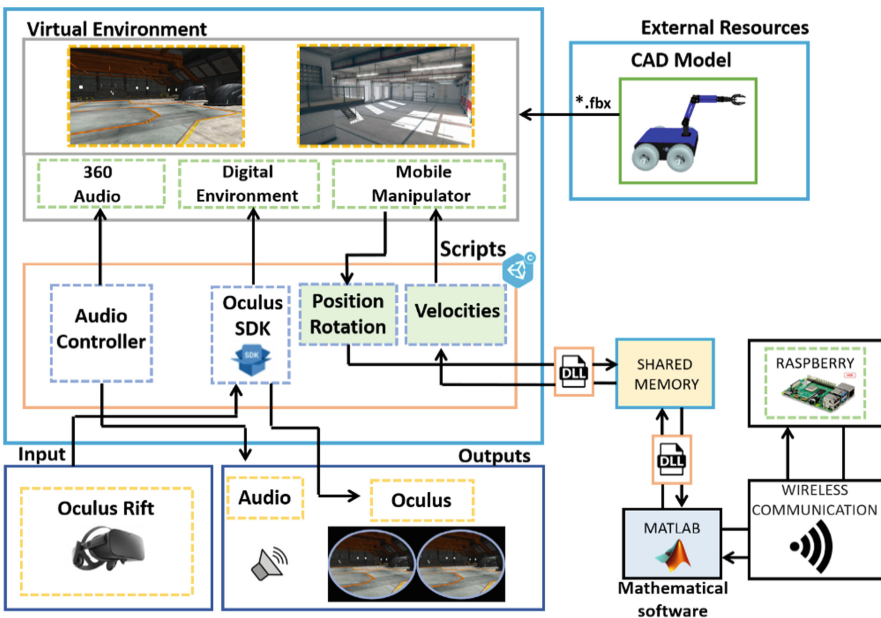 Virtual Environment
External Resources
CAD Model
*.fbx
360
Audio
Digital
Environment
Mobile
Manipulator
Scripts
C
Audio
Controller
Oculus
SDK
SDK
Position
Rotation
Velocities
DLL
SHARED
MEMORY
RASPBERRY
DLL
Input
Oculus Rift
Outputs
Audio
Oculus
MATLAB
Mathematical
software
WIRELESS
COMMUNICATION